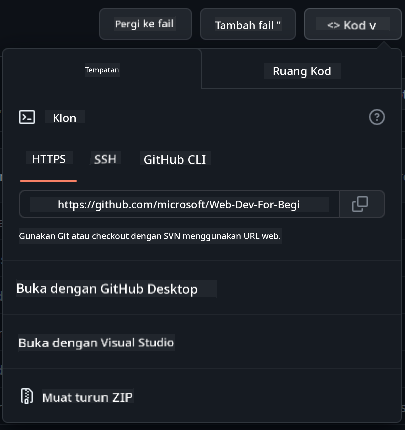 Pergi ke fail
Tambah fail "
<> Kod v
Tempatan
Ruang Kod
Klon
HTTPS
SSH
GitHub CLI
https://github.com/microsoft/Web-Dev-For-Begi
Gunakan Git atau checkout dengan SVN menggunakan URL web.
Buka dengan GitHub Desktop
Buka dengan Visual Studio
Muat turun ZIP